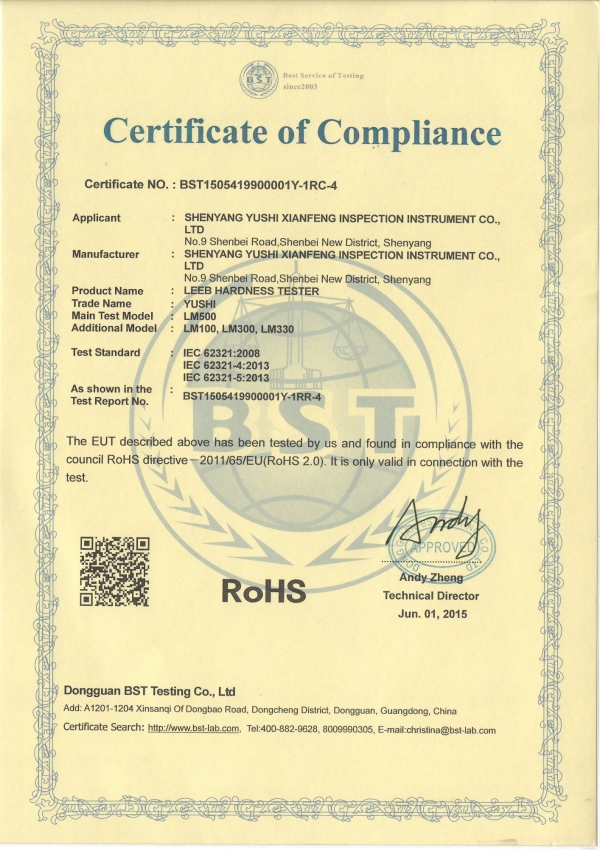 BST
Best Service of Testing
since2003
Certificate of Compliance
Certificate NO. : BST1505419900001Y-1RC-4
Applicant : SHENYANG YUSHI XIANFENG INSPECTION INSTRUMENT CO.,
LTD
No.9 Shenbei Road,Shenbei New District, Shenyang
Manufacturer : SHENYANG YUSHI XIANFENG INSPECTION INSTRUMENT CO.,
LTD
No.9 Shenbei Road,Shenbei New District, Shenyang
Product Name : LEEB HARDNESS TESTER
Trade Name : YUSHI
Main Test Model : LM500
Additional Model : LM100, LM300, LM330
Test Standard : IEC 62321:2008
IEC 62321-4:2013
IEC 62321-5:2013
As shown in the :
Test Report No. BST1505419900001Y-1RR-4
BST
The EUT described above has been tested by us and found in compliance with the
council RoHS directive – 2011/65/EU(RoHS 2.0). It is only valid in connection with the
test.
Andy
APPROVED
RoHS
Andy Zheng
Technical Director
Jun. 01, 2015
Dongguan BST Testing Co., Ltd
Add: A1201-1204 Xinsanqi Of Dongbao Road, Dongcheng District, Dongguan, Guangdong, China
Certificate Search: http://www.bst-lab.com, Tel:400-882-9628, 8009990305, E-mail:christina@bst-lab.com